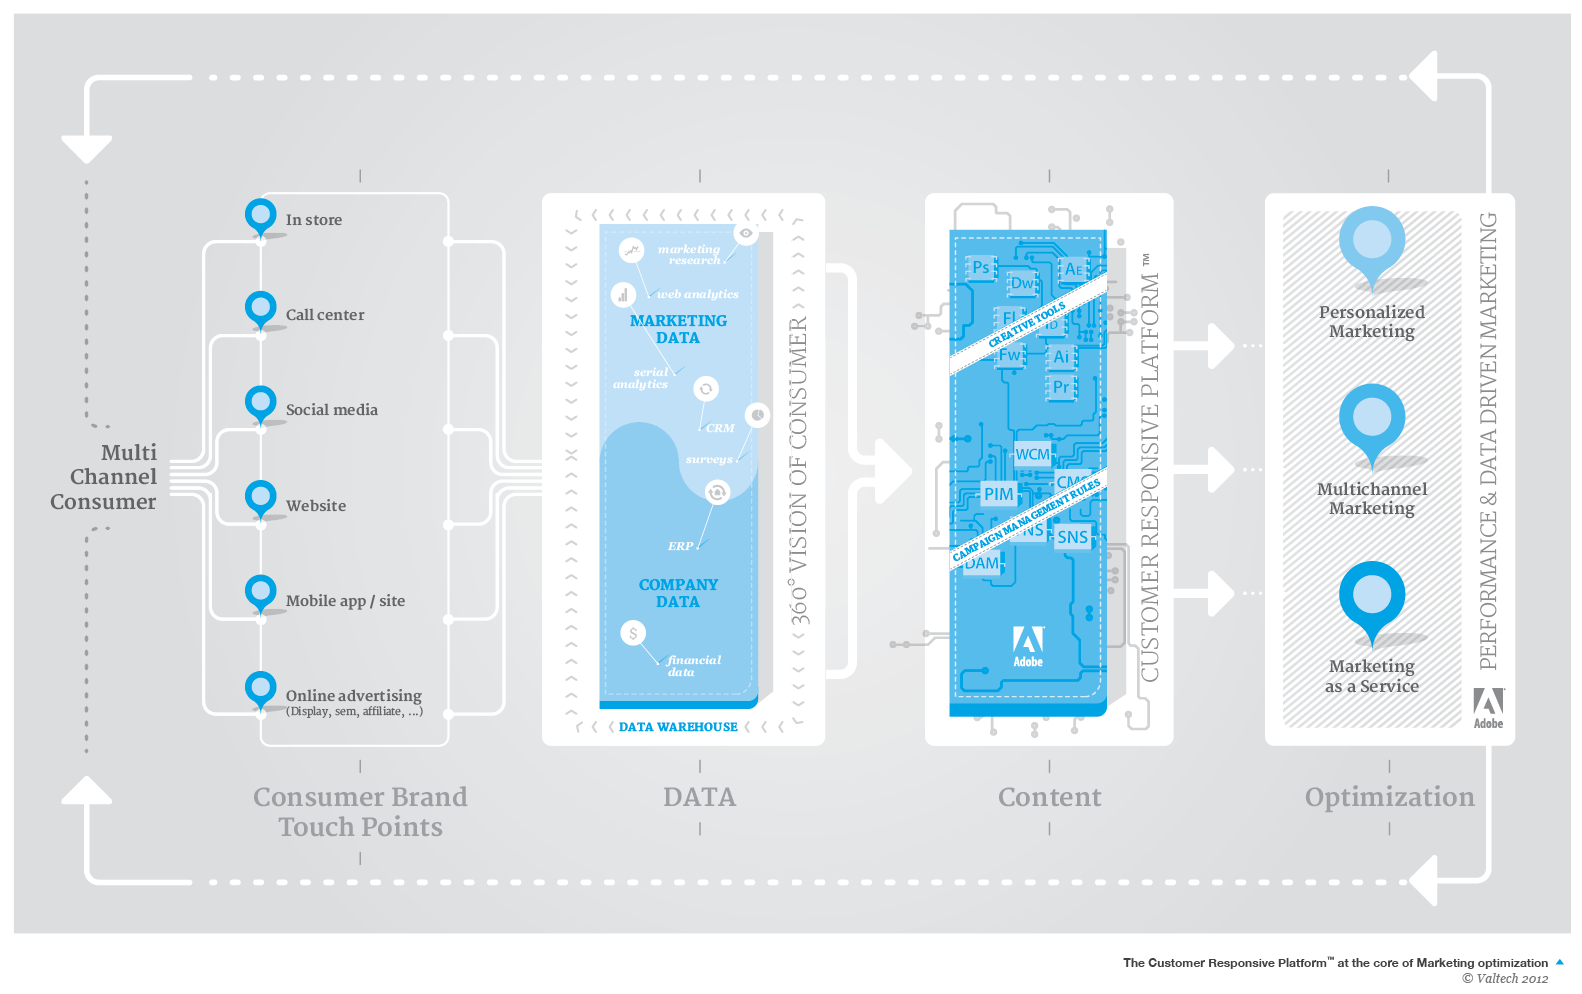 Multi
Channel
Consumer
In store
Call center
Social media
Website
Mobile app / site
Online advertising
(Display, sem, affiliate, ...)
Consumer Brand
Touch Points
marketing
research
web analytics
MARKETING
DATA
serial
analytics
CRM
surveys
ERP
COMPANY
DATA
$
financial
data
DATA WAREHOUSE
360° VISION OF CONSUMER
DATA
Ps
AE
Dw
CREATIVE TOOLS
Fw
Ai
Pr
WCM
PIM
CAMPAIGN MANAGEMENT RULES
SNS
DAM
Adobe
CUSTOMER RESPONSIVE PLATFORM ™
Content
Personalized
Marketing
Multichannel
Marketing
Marketing
as a Service
PERFORMANCE & DATA DRIVEN MARKETING
Adobe
Optimization
The Customer Responsive Platform™ at the core of Marketing optimization
© Valtech 2012